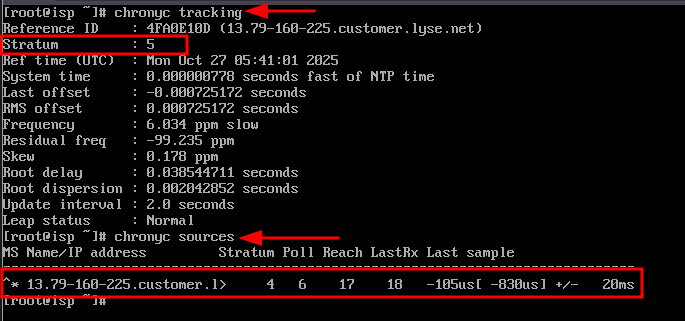 [root@isp ~]# chronyc tracking
Reference ID    : 4FA0E10D (13.79-160-225.customer.lyse.net)
Stratum         : 5
Ref time (UTC)  : Mon Oct 27 05:41:01 2025
System time     : 0.000000778 seconds fast of NTP time
Last offset     : -0.000725172 seconds
RMS offset      : 0.000725172 seconds
Frequency       : 6.034 ppm slow
Residual freq   : -99.235 ppm
Skew            : 0.178 ppm
Root delay      : 0.038544711 seconds
Root dispersion : 0.002042852 seconds
Update interval : 2.0 seconds
Leap status     : Normal
[root@isp ~]# chronyc sources
MS Name/IP address         Stratum Poll Reach LastRx Last sample
===============================================================================
^* 13.79-160-225.customer.l>     4   6    17    18   -105us[ -830us] +/-   20ms
[root@isp ~]#